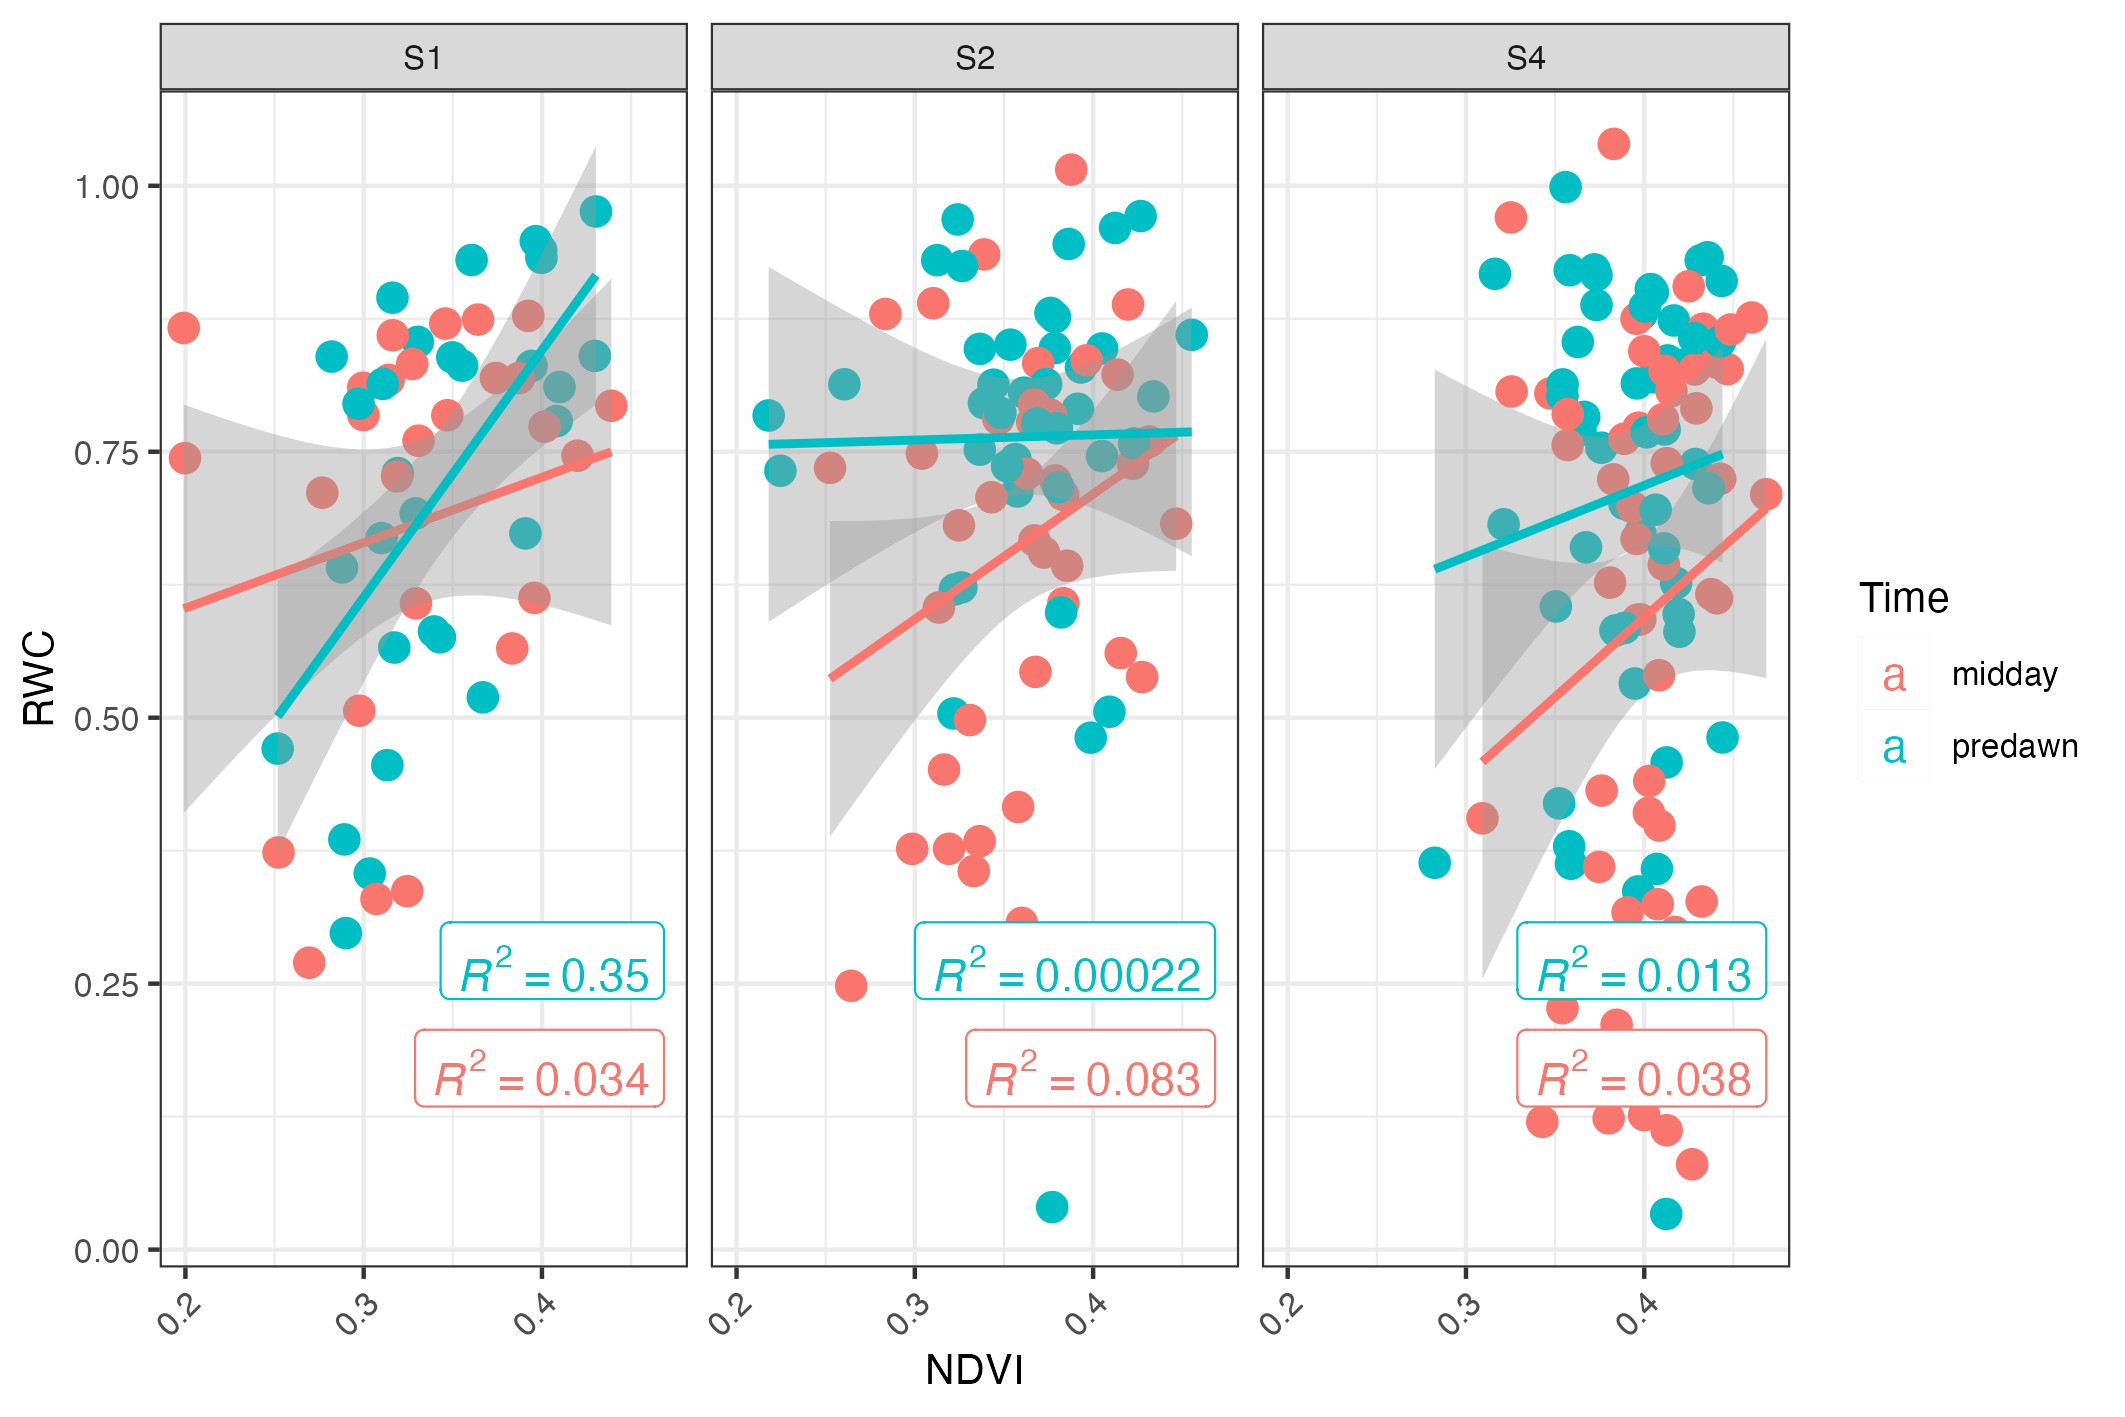 S1
S2
S4
1.00
0.75
0.50
0.25
0.00
RWC
R² = 0.35
R² = 0.00022
R² = 0.013
R² = 0.034
R² = 0.083
R² = 0.038
0.2
0.3
0.4
0.2
0.3
0.4
0.2
0.3
0.4
NDVI
Time
a midday
a predawn